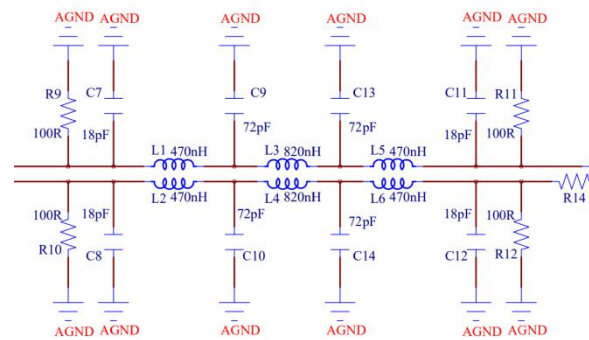 AGND AGND AGND AGND AGND AGND
R9 C7 C9 C13 C11 R11
100R 18pF 72pF 72pF 18pF 100R
L1 470nH L3 820nH L5 470nH
L2 470nH L4 820nH L6 470nH
100R 18pF 72pF 72pF 18pF 100R R14
R10 C8 C10 C14 C12 R12
AGND AGND AGND AGND AGND AGND